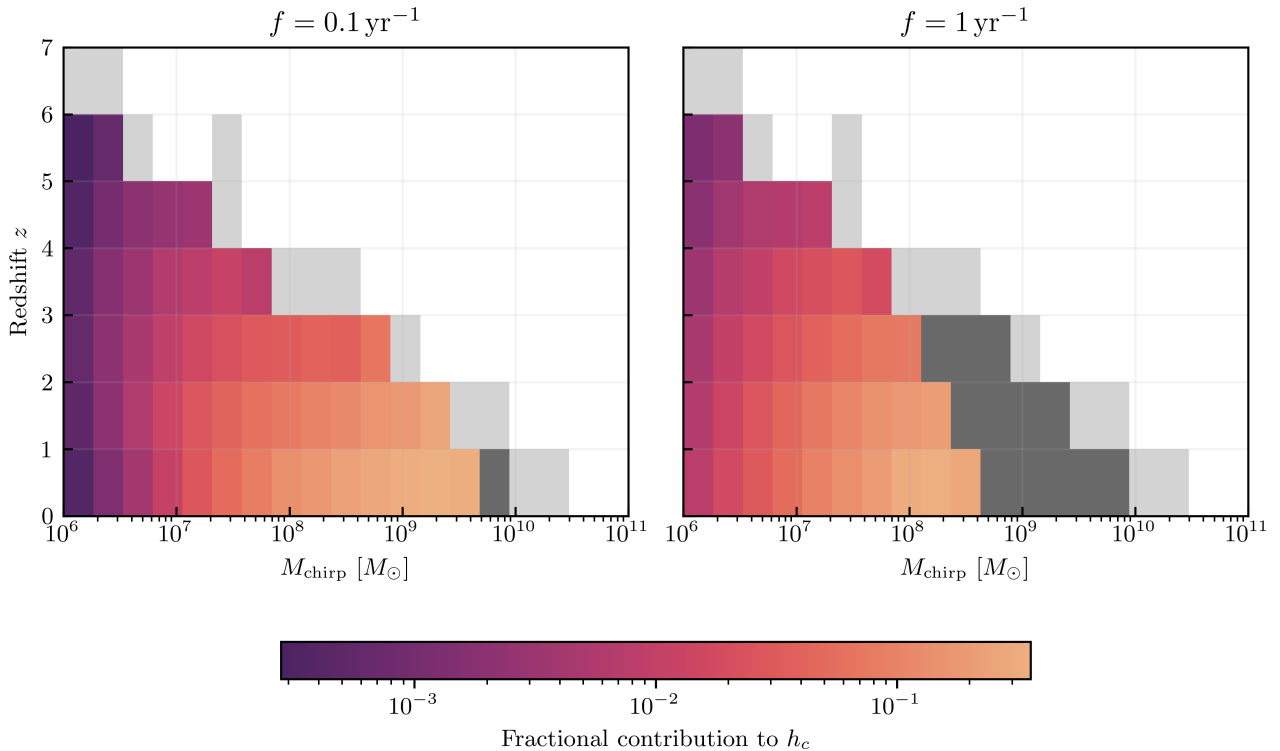 f = 0.1 yr⁻¹
f = 1 yr⁻¹
7
6
5
4
3
2
1
0
Redshift z
10⁶ 10⁷ 10⁸ 10⁹ 10¹⁰ 10¹¹
10⁶ 10⁷ 10⁸ 10⁹ 10¹⁰ 10¹¹
M_chirp [M_⊙]
M_chirp [M_⊙]
10⁻³ 10⁻² 10⁻¹
Fractional contribution to h_c